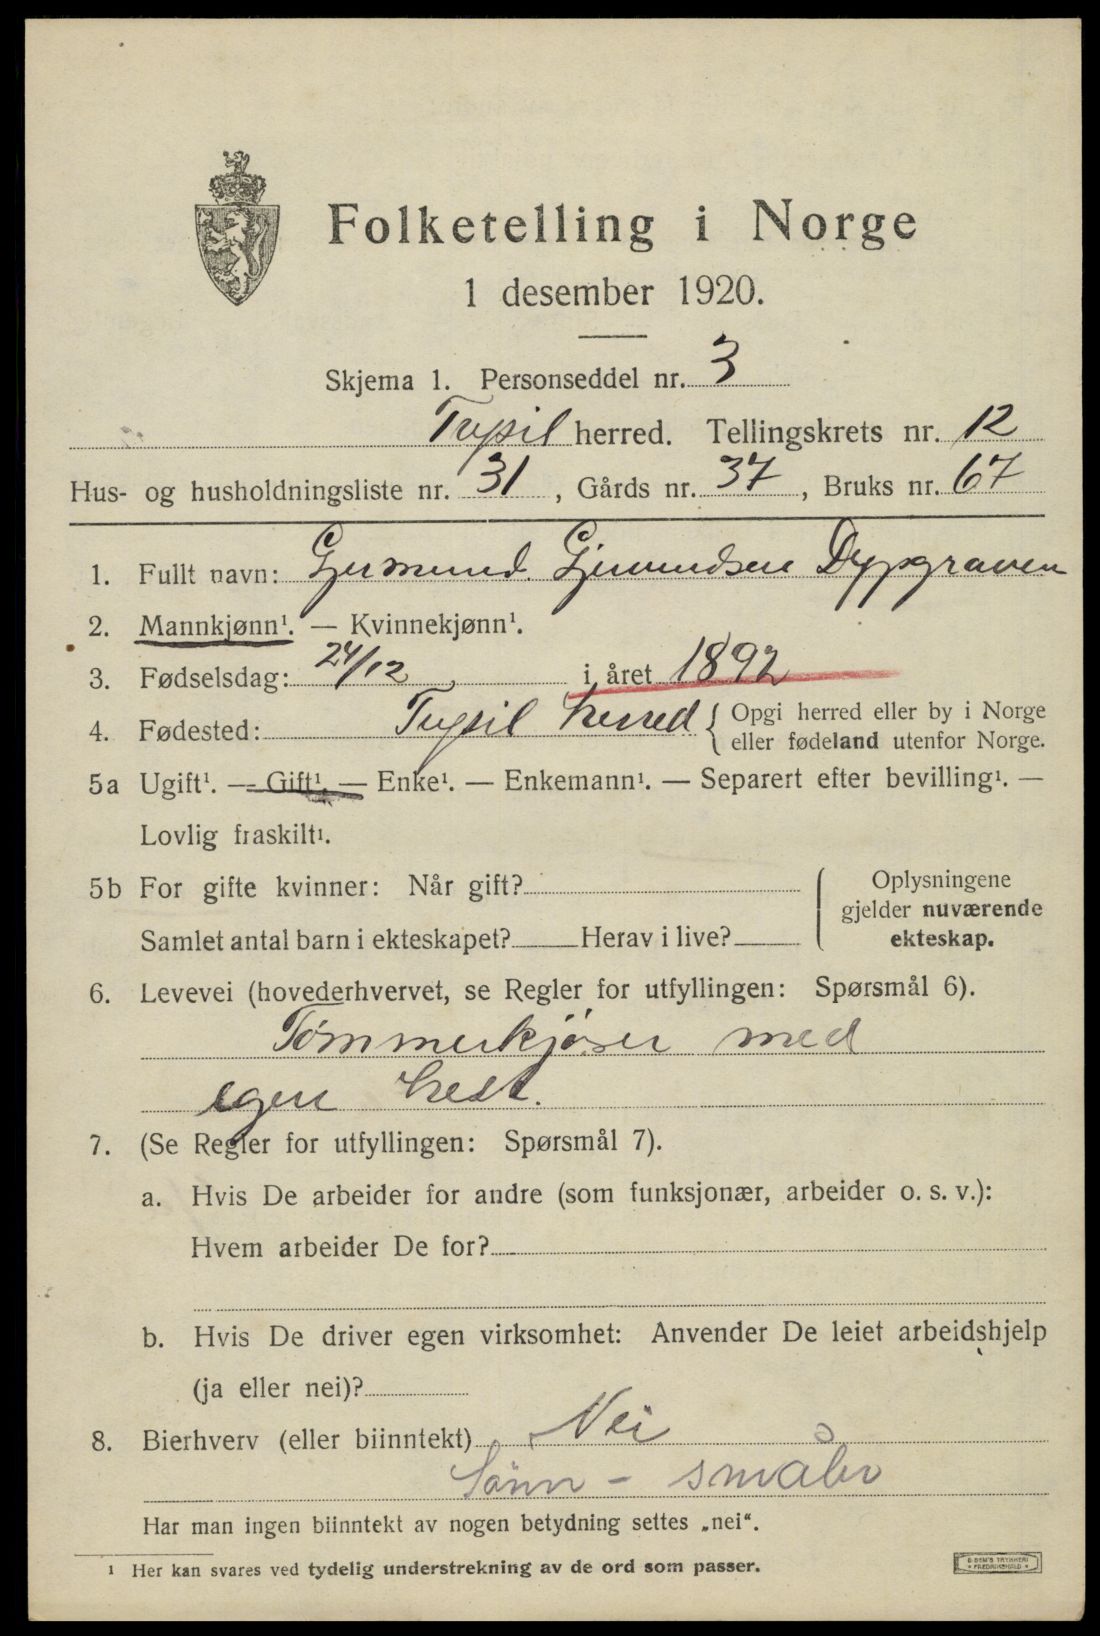 Folketelling i Norge
1 desember 1920.
Skjema 1. Personseddel nr. 3
Trysil herred. Tellingskrets nr. 12
Hus- og husholdningsliste nr. 31, Gårds nr. 37, Bruks nr. 67
1. Fullt navn: Gjermund. Gjermundsen Dypgraven
2. Mannkjønn¹. — Kvinnekjønn¹.
3. Fødselsdag: 24/12 i året 1892
4. Fødested: Trysil herred { Opgi herred eller by i Norge
eller fødeland utenfor Norge.
5a Ugift¹. — Gift¹. — Enke¹. — Enkemann¹. — Separert efter bevilling¹. —
Lovlig fraskilt¹.
5b For gifte kvinner: Når gift?
Samlet antal barn i ekteskapet? Herav i live?
Oplysningene
gjelder nuværende
ekteskap.
6. Levevei (hovederhvervet, se Regler for utfyllingen: Spørsmål 6).
Tømmerkjører med
egen hest.
7. (Se Regler for utfyllingen: Spørsmål 7).
a. Hvis De arbeider for andre (som funksjonær, arbeider o. s. v.):
Hvem arbeider De for?
b. Hvis De driver egen virksomhet: Anvender De leiet arbeidshjelp
(ja eller nei)?
8. Bierhverv (eller biinntekt) Nei
Sønn - småbr
Har man ingen biinntekt av nogen betydning settes „nei“.
¹ Her kan svares ved tydelig understrekning av de ord som passer.